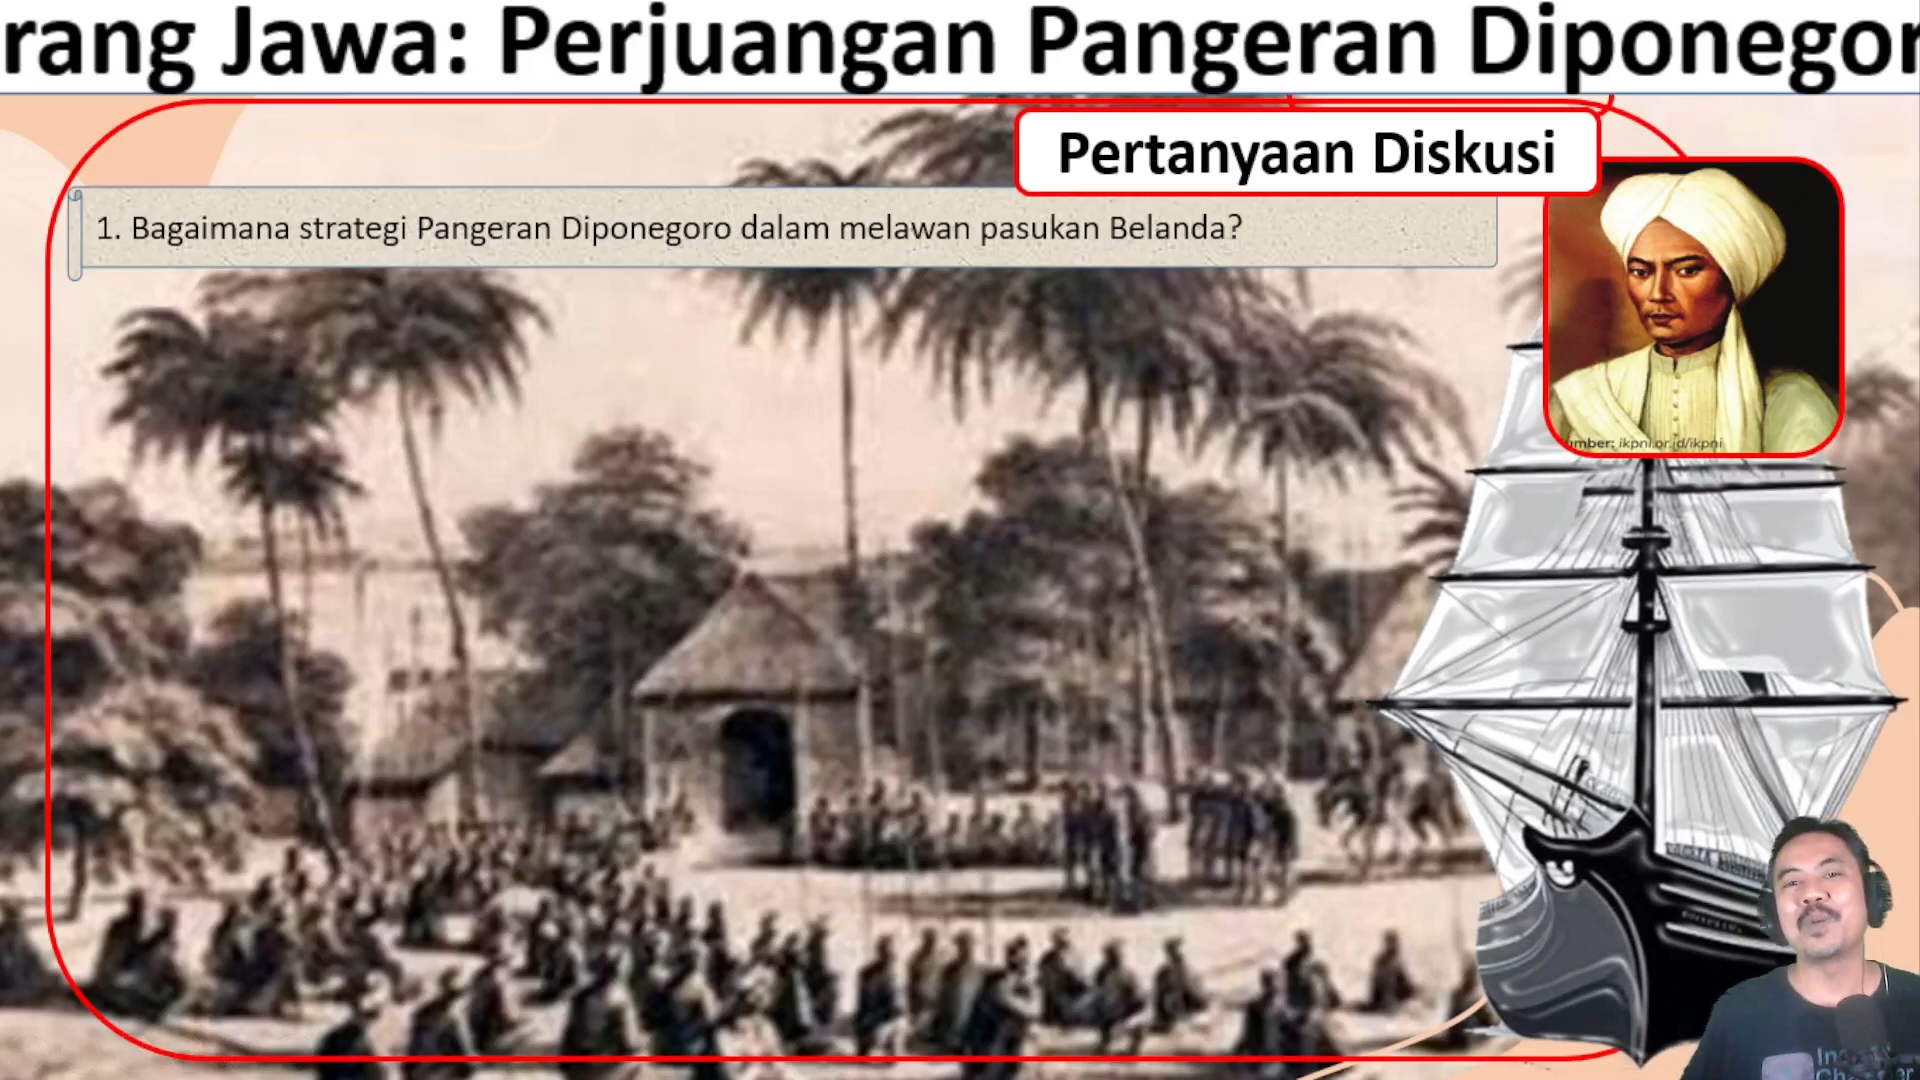 rang Jawa: Perjuangan Pangeran Diponegor
Pertanyaan Diskusi
1. Bagaimana strategi Pangeran Diponegoro dalam melawan pasukan Belanda?
umber: ikpni.or.id/ikpni